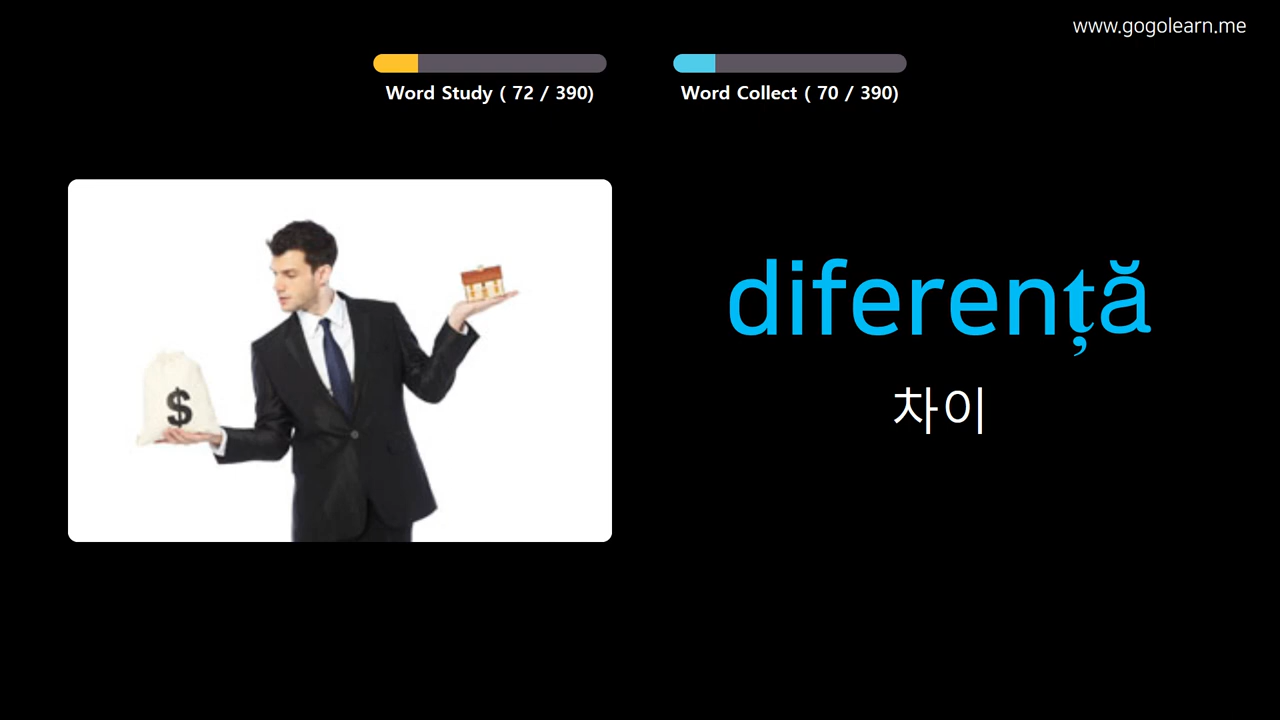 www.gogolearn.me
Word Study ( 72 / 390)
Word Collect ( 70 / 390)
$
diferență
차이